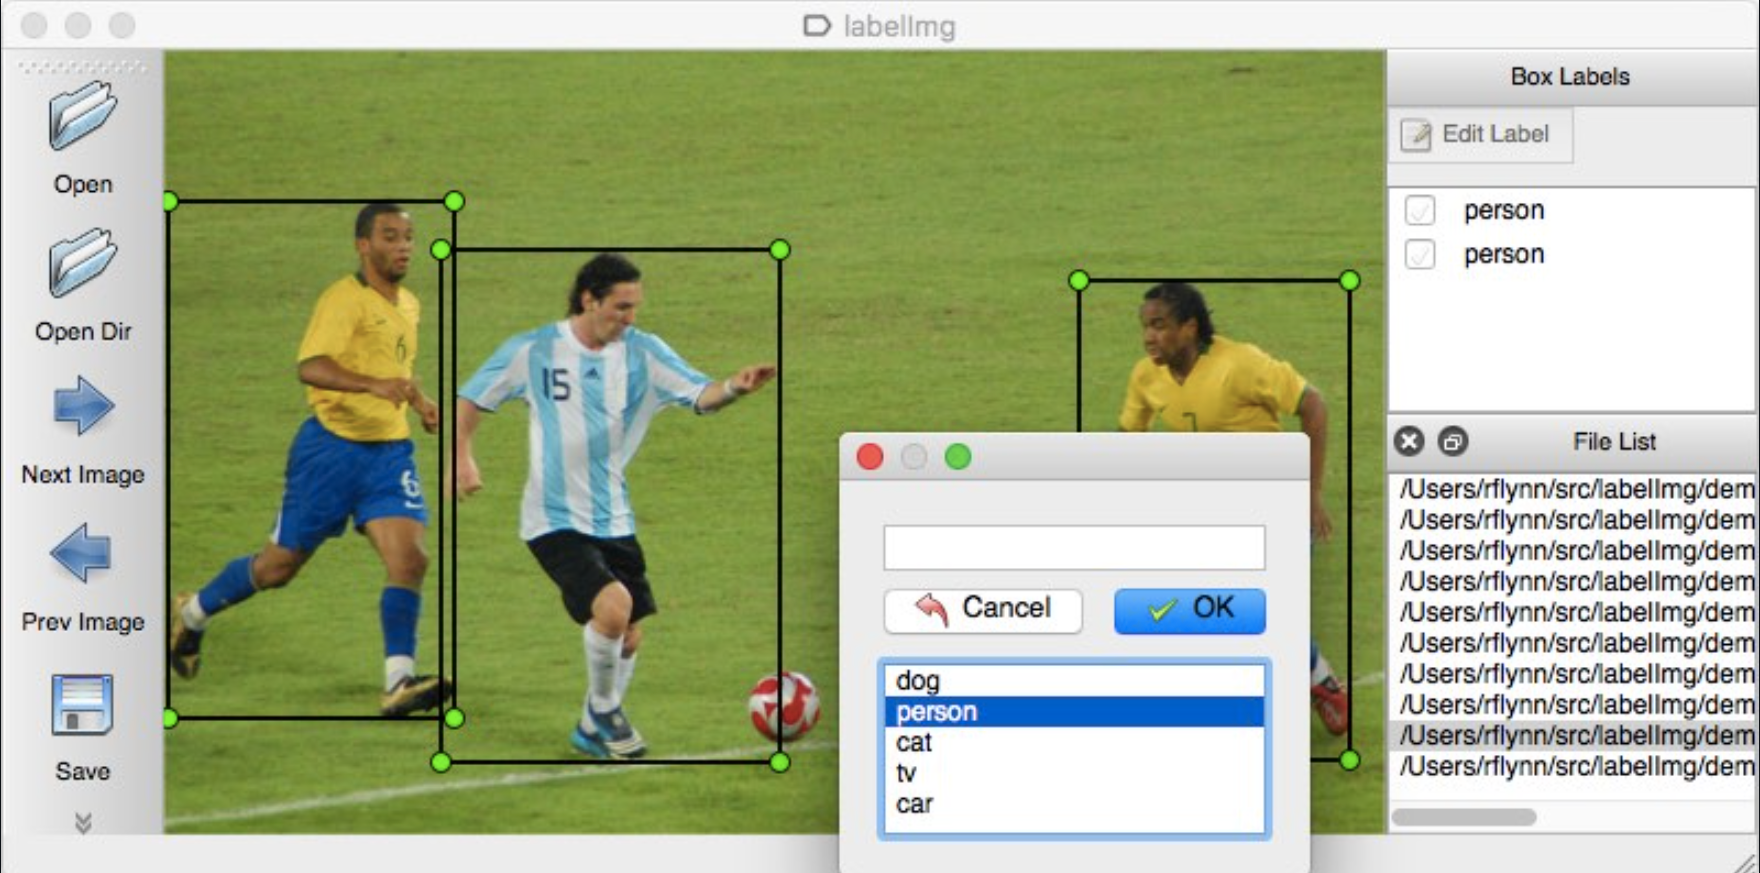 labelImg
Open
Open Dir
Next Image
Prev Image
Save
6
6
15
7
Cancel
OK
dog
person
cat
tv
car
Box Labels
Edit Label
person
person
File List
/Users/rflynn/src/labelImg/dem
/Users/rflynn/src/labelImg/dem
/Users/rflynn/src/labelImg/dem
/Users/rflynn/src/labelImg/dem
/Users/rflynn/src/labelImg/dem
/Users/rflynn/src/labelImg/dem
/Users/rflynn/src/labelImg/dem
/Users/rflynn/src/labelImg/dem
/Users/rflynn/src/labelImg/dem
/Users/rflynn/src/labelImg/dem